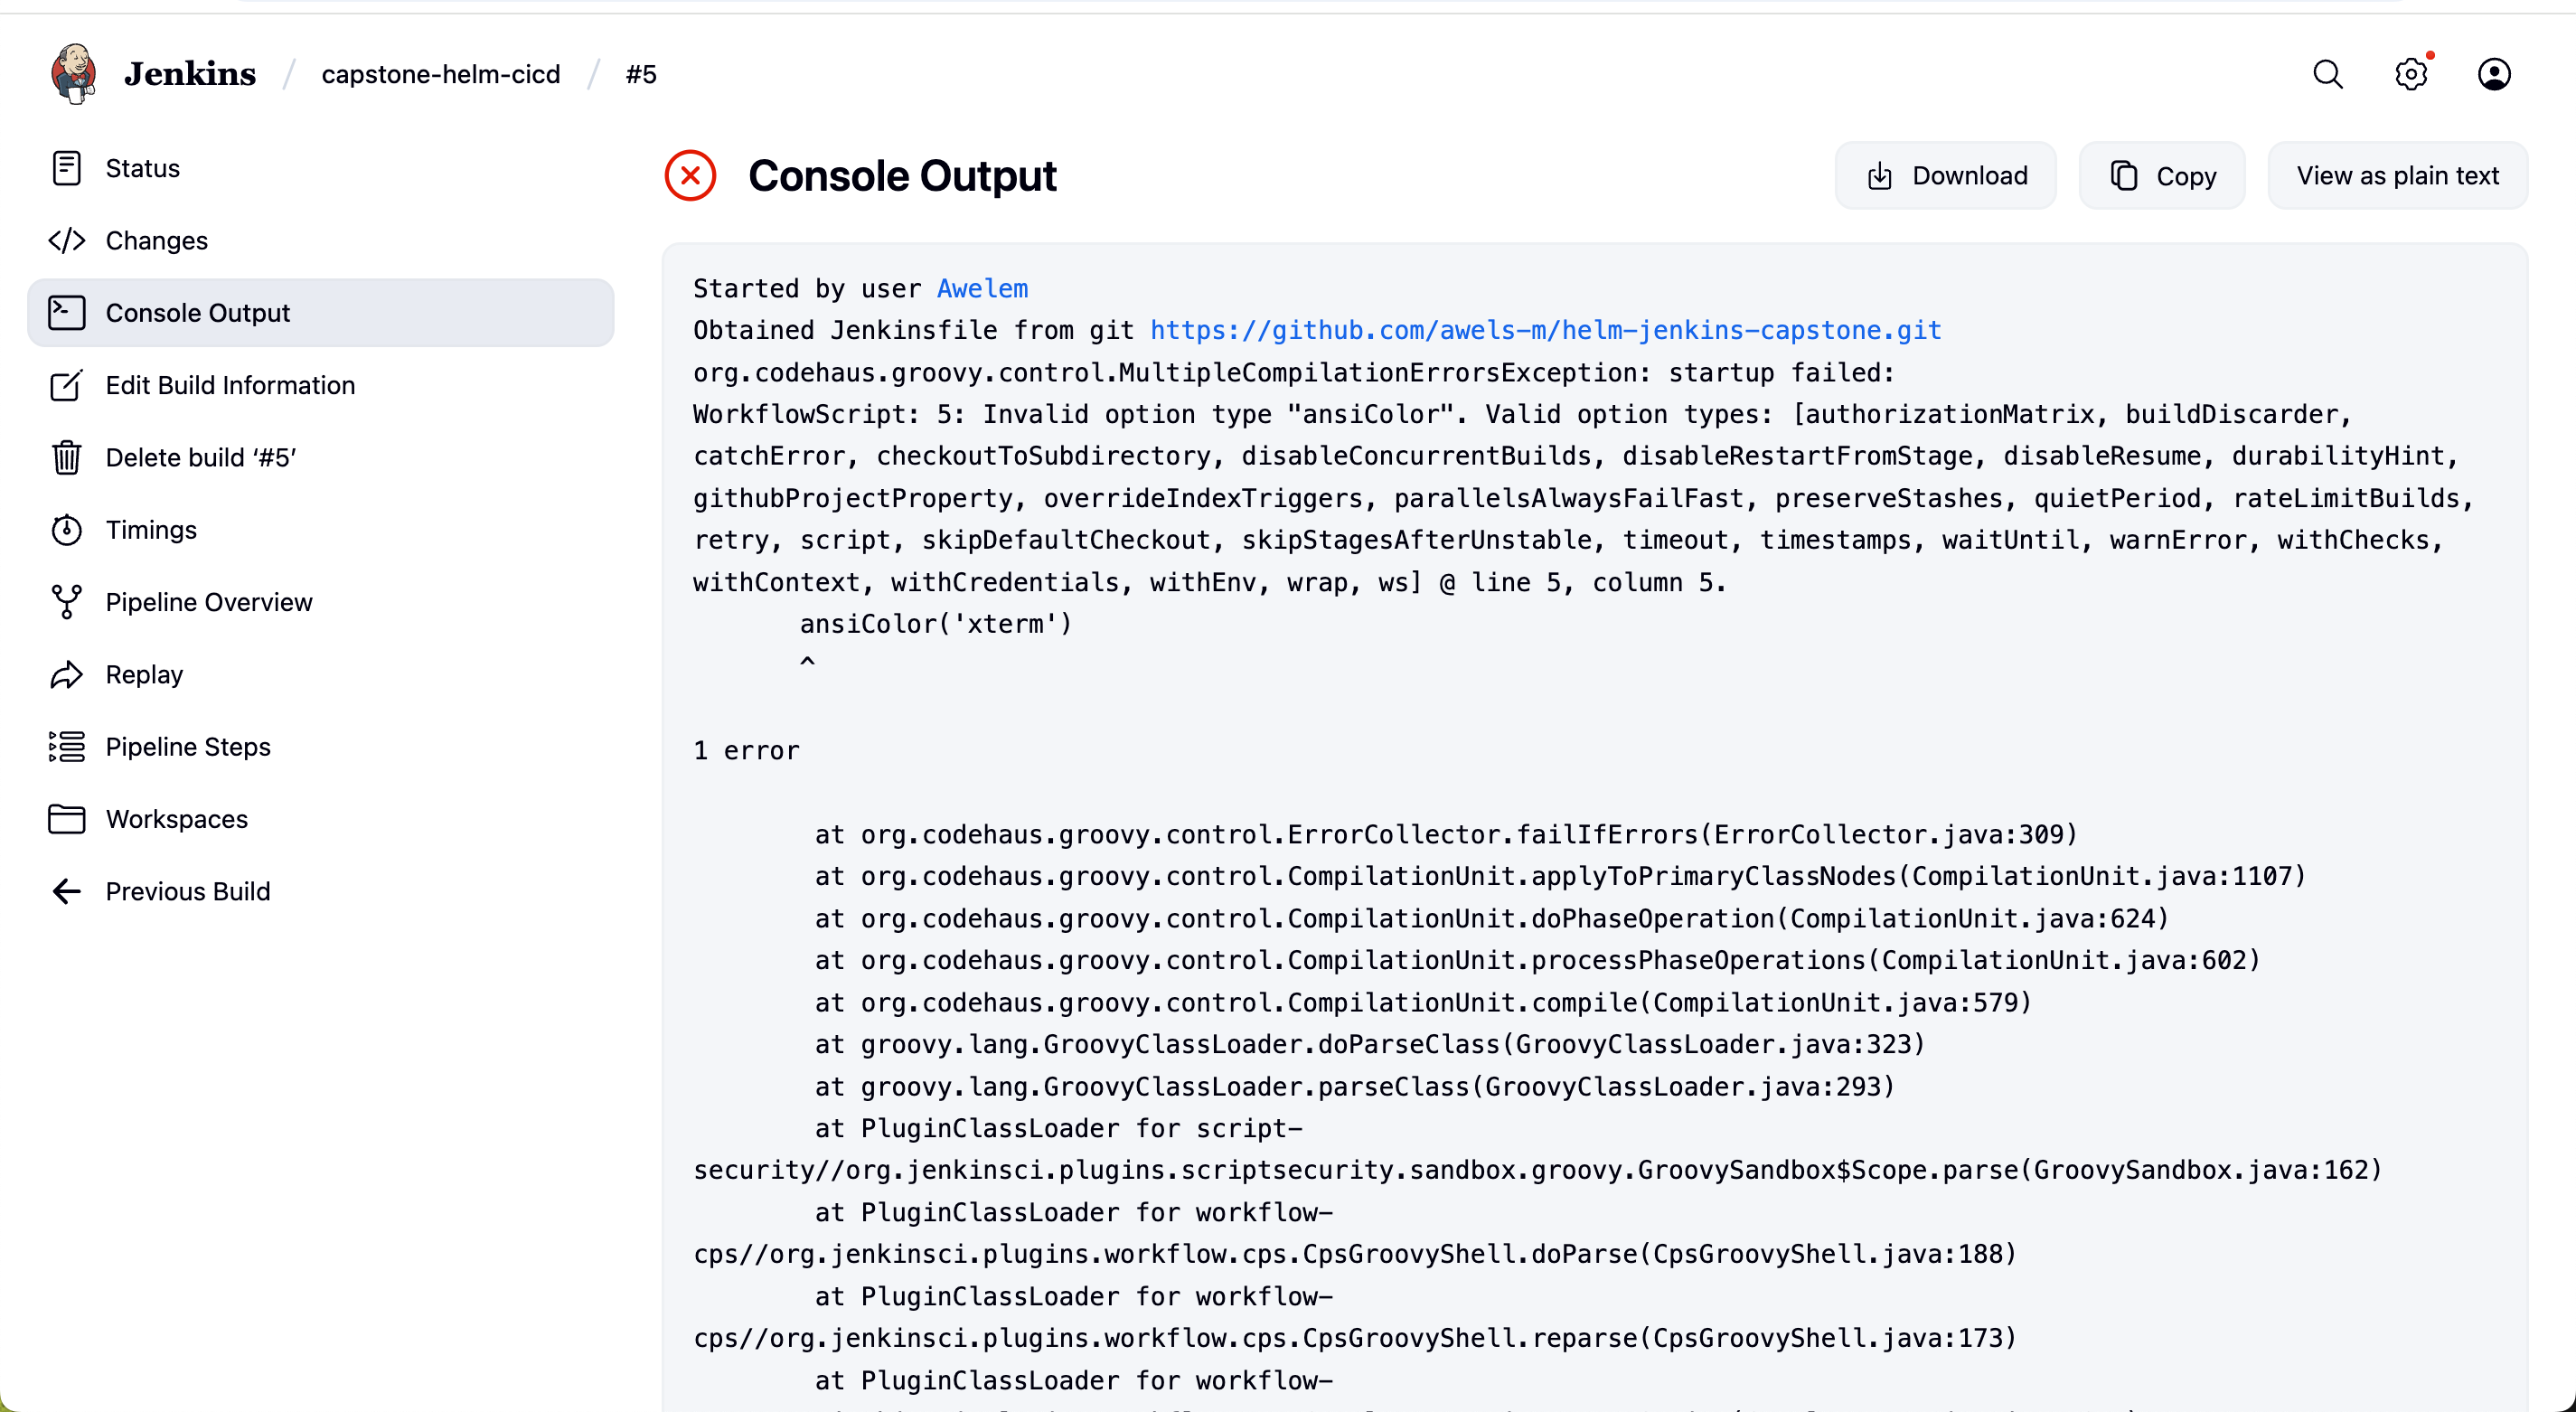 Jenkins / capstone-helm-cicd / #5
Status
Changes
Console Output
Edit Build Information
Delete build ‘#5’
Timings
Pipeline Overview
Replay
Pipeline Steps
Workspaces
Previous Build
Console Output
Download
Copy
View as plain text
Started by user Awelem
Obtained Jenkinsfile from git https://github.com/awels-m/helm-jenkins-capstone.git
org.codehaus.groovy.control.MultipleCompilationErrorsException: startup failed:
WorkflowScript: 5: Invalid option type "ansiColor". Valid option types: [authorizationMatrix, buildDiscarder,
catchError, checkoutToSubdirectory, disableConcurrentBuilds, disableRestartFromStage, disableResume, durabilityHint,
githubProjectProperty, overrideIndexTriggers, parallelsAlwaysFailFast, preserveStashes, quietPeriod, rateLimitBuilds,
retry, script, skipDefaultCheckout, skipStagesAfterUnstable, timeout, timestamps, waitUntil, warnError, withChecks,
withContext, withCredentials, withEnv, wrap, ws] @ line 5, column 5.
ansiColor('xterm')
^
1 error
at org.codehaus.groovy.control.ErrorCollector.failIfErrors(ErrorCollector.java:309)
at org.codehaus.groovy.control.CompilationUnit.applyToPrimaryClassNodes(CompilationUnit.java:1107)
at org.codehaus.groovy.control.CompilationUnit.doPhaseOperation(CompilationUnit.java:624)
at org.codehaus.groovy.control.CompilationUnit.processPhaseOperations(CompilationUnit.java:602)
at org.codehaus.groovy.control.CompilationUnit.compile(CompilationUnit.java:579)
at groovy.lang.GroovyClassLoader.doParseClass(GroovyClassLoader.java:323)
at groovy.lang.GroovyClassLoader.parseClass(GroovyClassLoader.java:293)
at PluginClassLoader for script-
security//org.jenkinsci.plugins.scriptsecurity.sandbox.groovy.GroovySandbox$Scope.parse(GroovySandbox.java:162)
at PluginClassLoader for workflow-
cps//org.jenkinsci.plugins.workflow.cps.CpsGroovyShell.doParse(CpsGroovyShell.java:188)
at PluginClassLoader for workflow-
cps//org.jenkinsci.plugins.workflow.cps.CpsGroovyShell.reparse(CpsGroovyShell.java:173)
at PluginClassLoader for workflow-